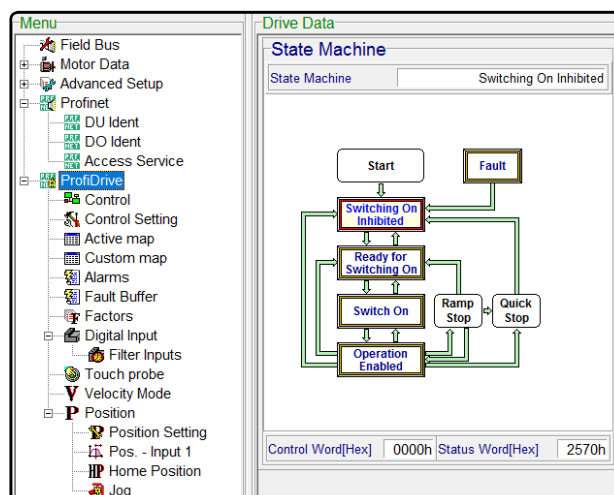 Menu
Field Bus
Motor Data
Advanced Setup
Profinet
DU Ident
DO Ident
Access Service
ProfiDrive
Control
Control Setting
Active map
Custom map
Alarms
Fault Buffer
Factors
Digital Input
Filter Inputs
Touch probe
Velocity Mode
Position
Position Setting
Pos. - Input 1
Home Position
Jog
Drive Data
State Machine
State Machine
Switching On Inhibited
Start
Fault
Switching On
Inhibited
Ready for
Switching On
Switch On
Ramp
Stop
Quick
Stop
Operation
Enabled
Control Word[Hex] 0000h Status Word[Hex] 2570h